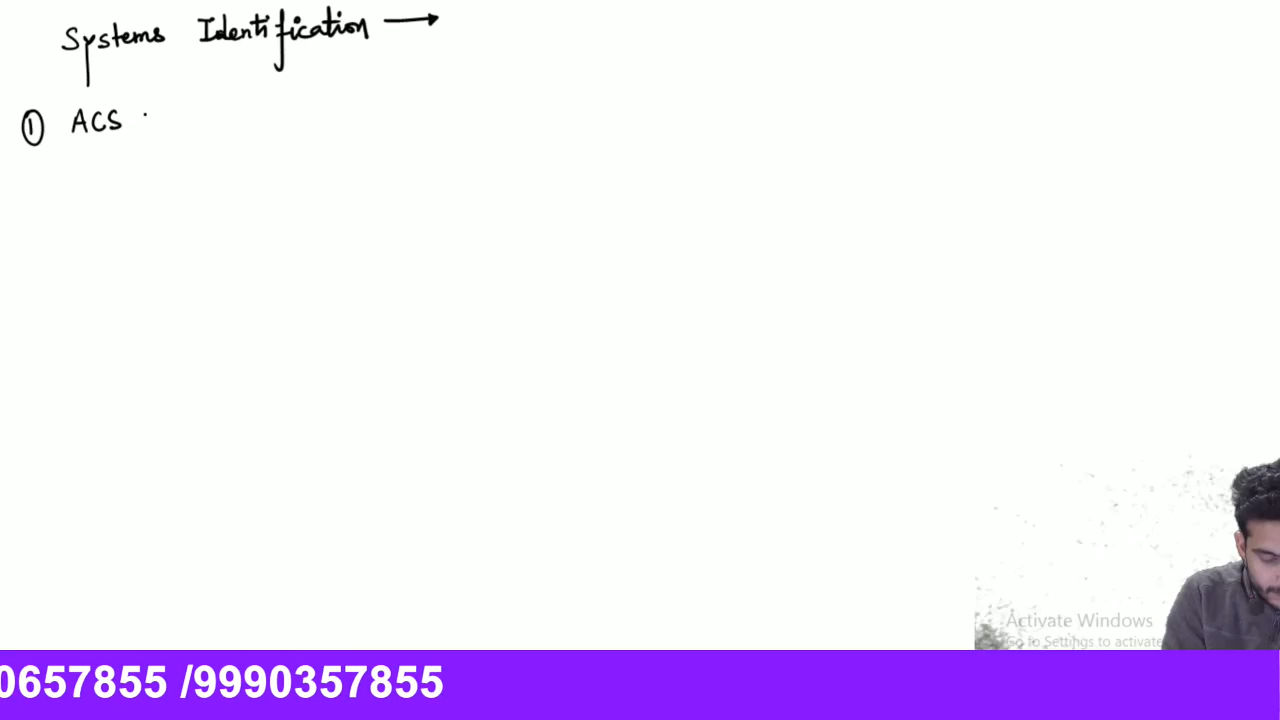 Systems Identification →
① ACS
Activate Windows
Go to Settings to activate
0657855 /9990357855